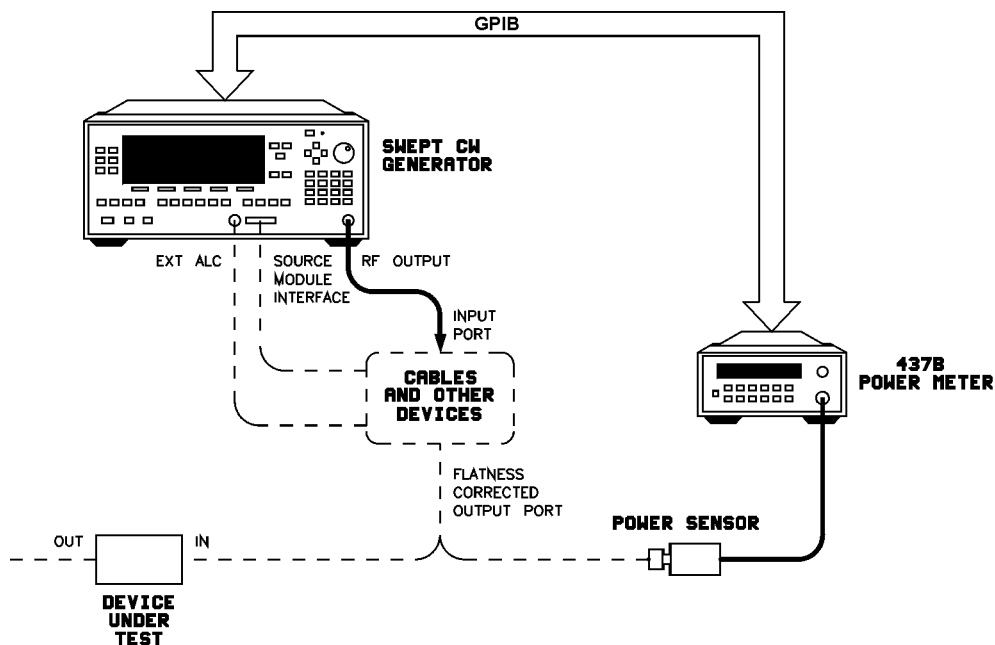 GPIB
SWEPT CW
GENERATOR
EXT ALC
SOURCE
MODULE
INTERFACE
RF OUTPUT
INPUT
PORT
CABLES
AND OTHER
DEVICES
437B
POWER METER
FLATNESS
CORRECTED
OUTPUT PORT
POWER SENSOR
OUT
IN
DEVICE
UNDER
TEST